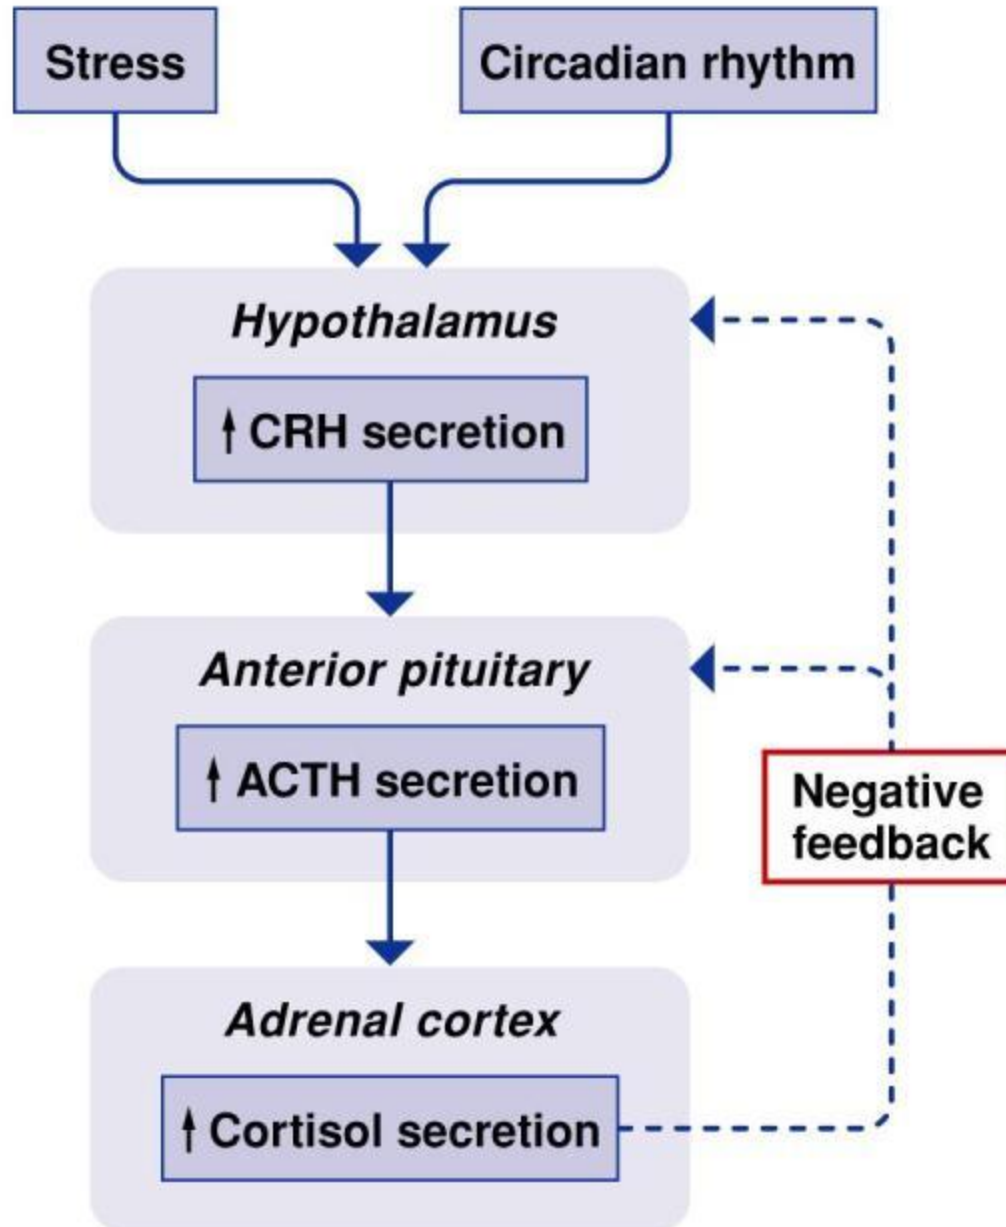 Stress
Circadian rhythm
Hypothalamus
↑ CRH secretion
Anterior pituitary
↑ ACTH secretion
Negative
feedback
Adrenal cortex
↑ Cortisol secretion